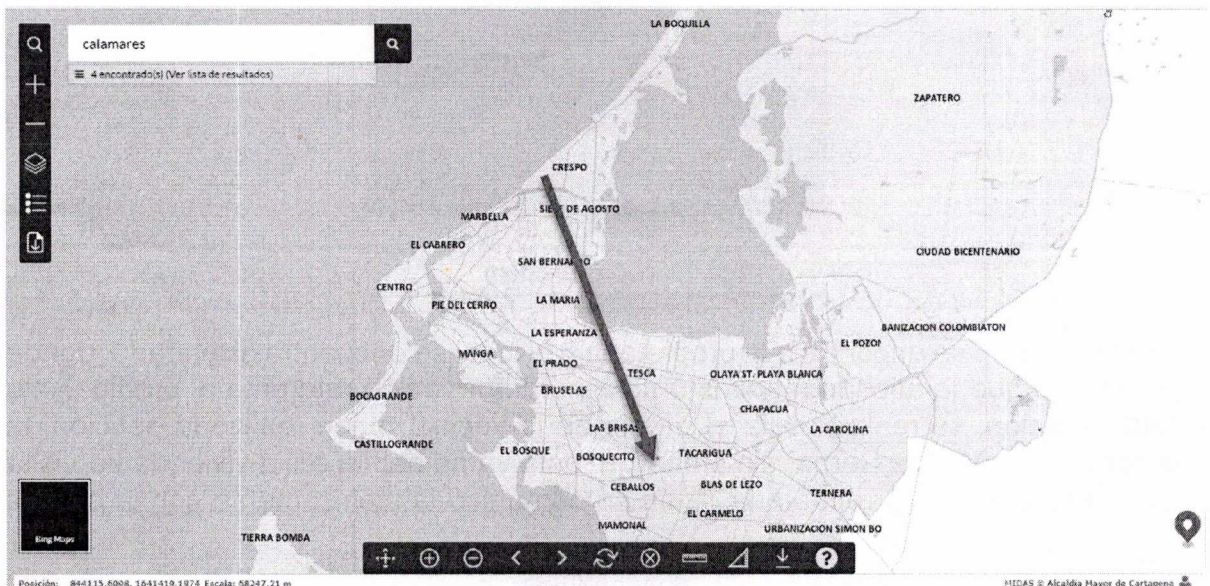 LA BOQUILLA
calamares
4 encontrado(s) (Ver lista de resultados)
ZAPATERO
CRESPO
SIETE DE AGOSTO
MARBELLA
EL CABRERO
CIUDAD BICENTENARIO
SAN BERNARDO
CENTRO
LA MARIA
PIE DEL CERRO
BANIZACION COLOMBIATON
LA ESPERANZA
EL POZON
MANGA
EL PRADO
TESCA
OLAYA ST. PLAYA BLANCA
BRUSELAS
BOCAGRANDE
CHAPACUA
LAS BRISAS
LA CAROLINA
CASTILLOGRANDE
EL BOSQUE
BOSQUECITO
TACARIGUA
CEBALLOS
BLAS DE LEZO
TERNERA
EL CARMELO
MAMONAL
URBANIZACION SIMON BO
TIERRA BOMBA
Bing Maps
?
Posición: 844115.6008, 1641419.1974 Escala: 58247.21 m
MIDAS © Alcaldia Mayor de Cartagena